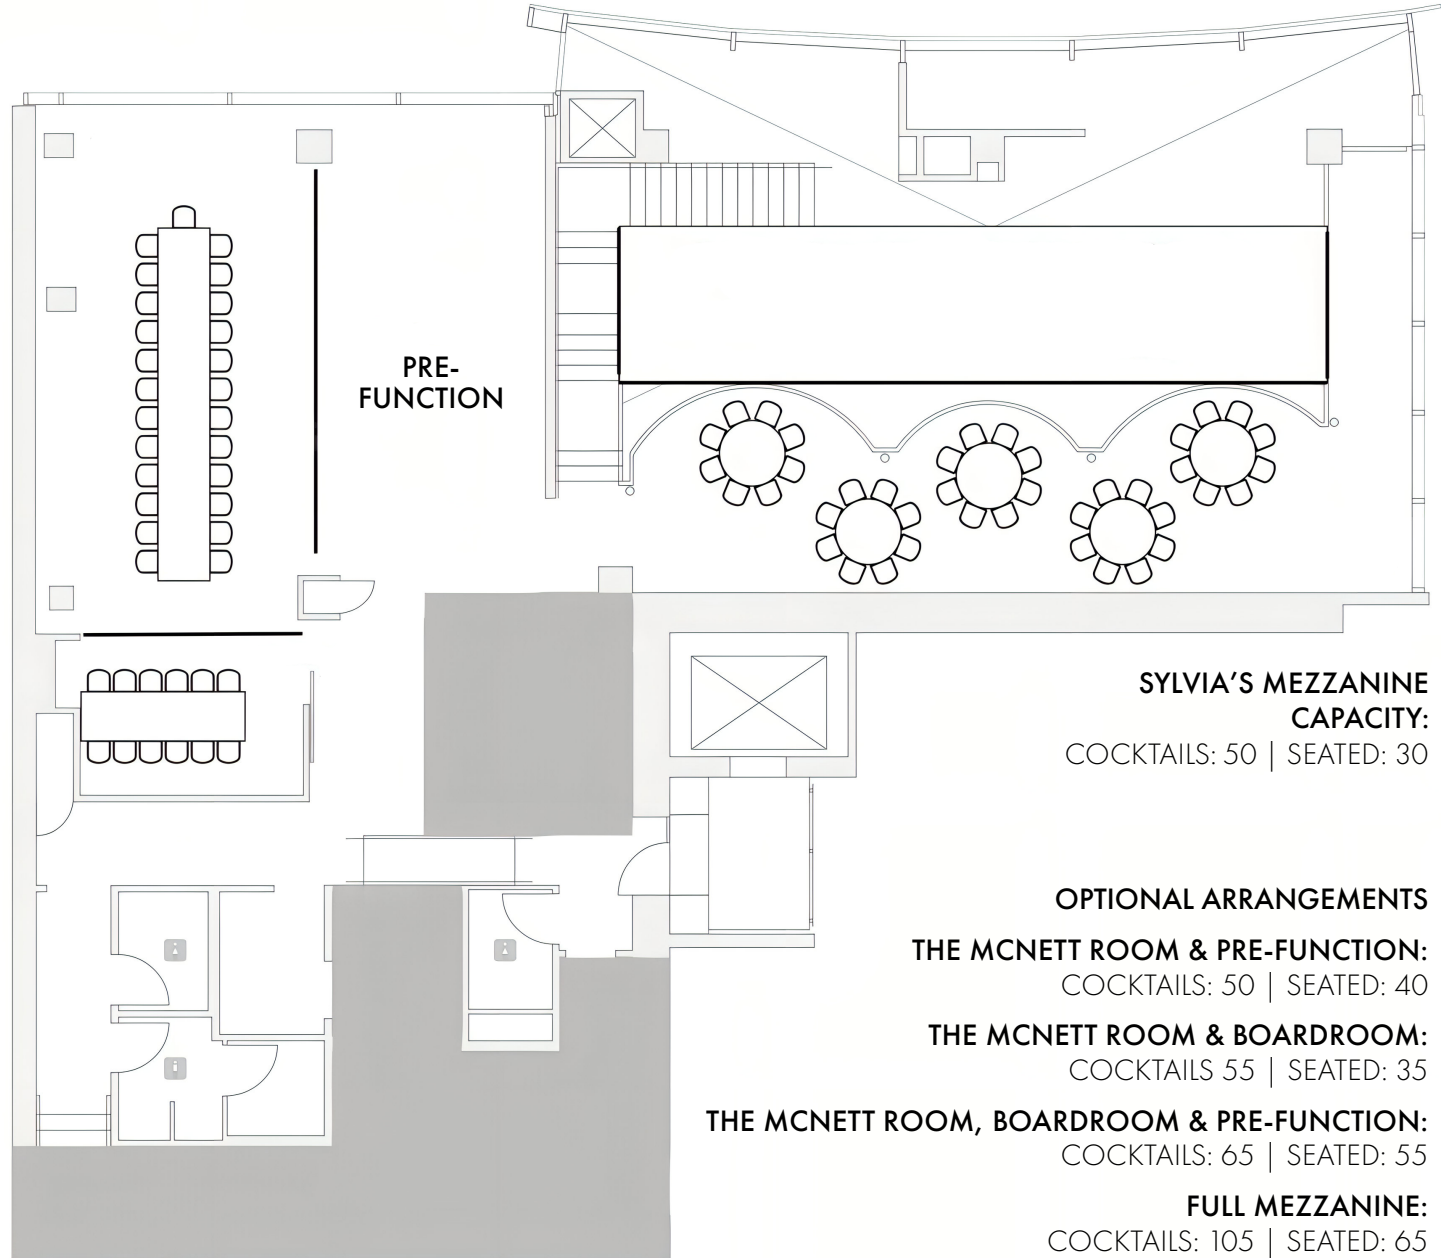 PRE-
FUNCTION
SYLVIA'S MEZZANINE
CAPACITY:
COCKTAILS: 50 | SEATED: 30
OPTIONAL ARRANGEMENTS
THE MCNETT ROOM & PRE-FUNCTION:
COCKTAILS: 50 | SEATED: 40
THE MCNETT ROOM & BOARDROOM:
COCKTAILS 55 | SEATED: 35
THE MCNETT ROOM, BOARDROOM & PRE-FUNCTION:
COCKTAILS: 65 | SEATED: 55
FULL MEZZANINE:
COCKTAILS: 105 | SEATED: 65